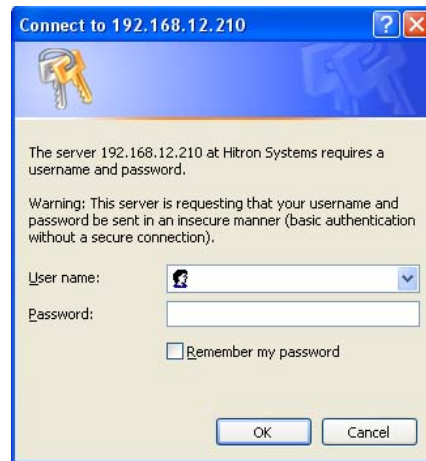 Connect to 192.168.12.210
The server 192.168.12.210 at Hitron Systems requires a
username and password.
Warning: This server is requesting that your username and
password be sent in an insecure manner (basic authentication
without a secure connection).
User name:
Password:
Remember my password
OK Cancel